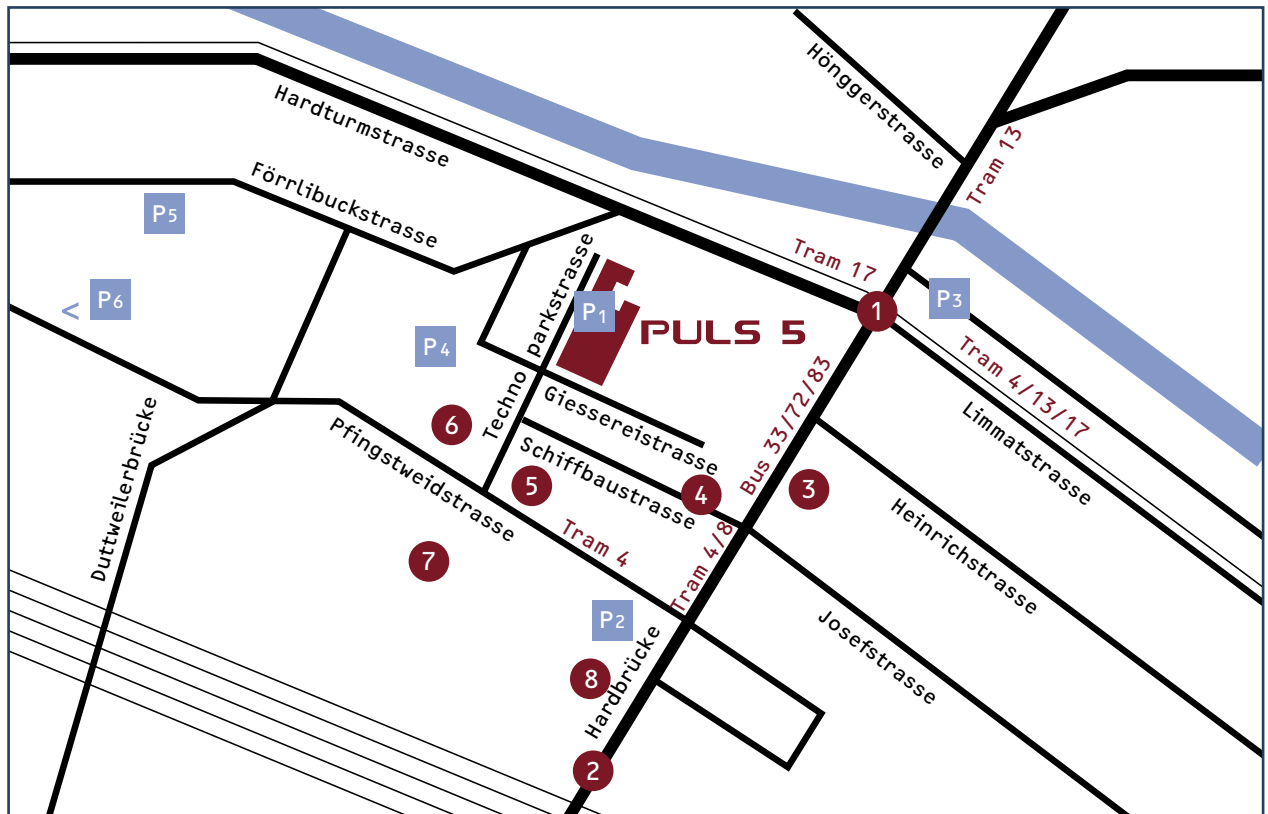 Hönggerstrasse
Hardturmstrasse
Tram 13
Förrlibuckstrasse
P5
Tram 17
P6
<
P3
1
P1
PULS 5
P4
Technoparkstrasse
Tram 4/13/17
Bus 33/72/83
Giessereistrasse
Limmatstrasse
6
Duttweilerbrücke
Pfingstweidstrasse
Schiffbaustrasse
5
4
3
Heinrichstrasse
Tram 4
Tram 4/8
7
P2
Josefstrasse
8
Hardbrücke
2